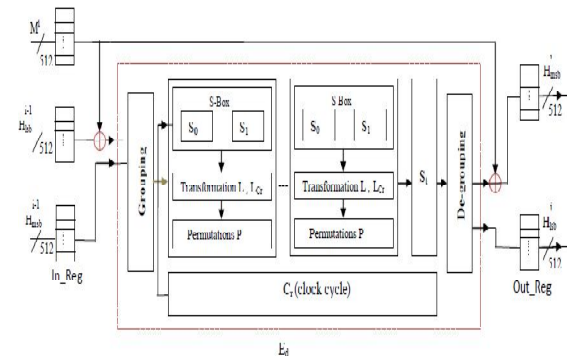 M^i
512
i-1
H_lsb
512
i-1
H_msb
512
In_Reg
Grouping
S-Box
S_0
S_1
Transformation L , L_Cr
Permutations P
---
S-Box
S_0
S_1
Transformation L , L_Cr
Permutations P
S_i
De-grouping
C_r (clock cycle)
E_d
i
H_msb
512
i
H_lsb
512
Out_Reg